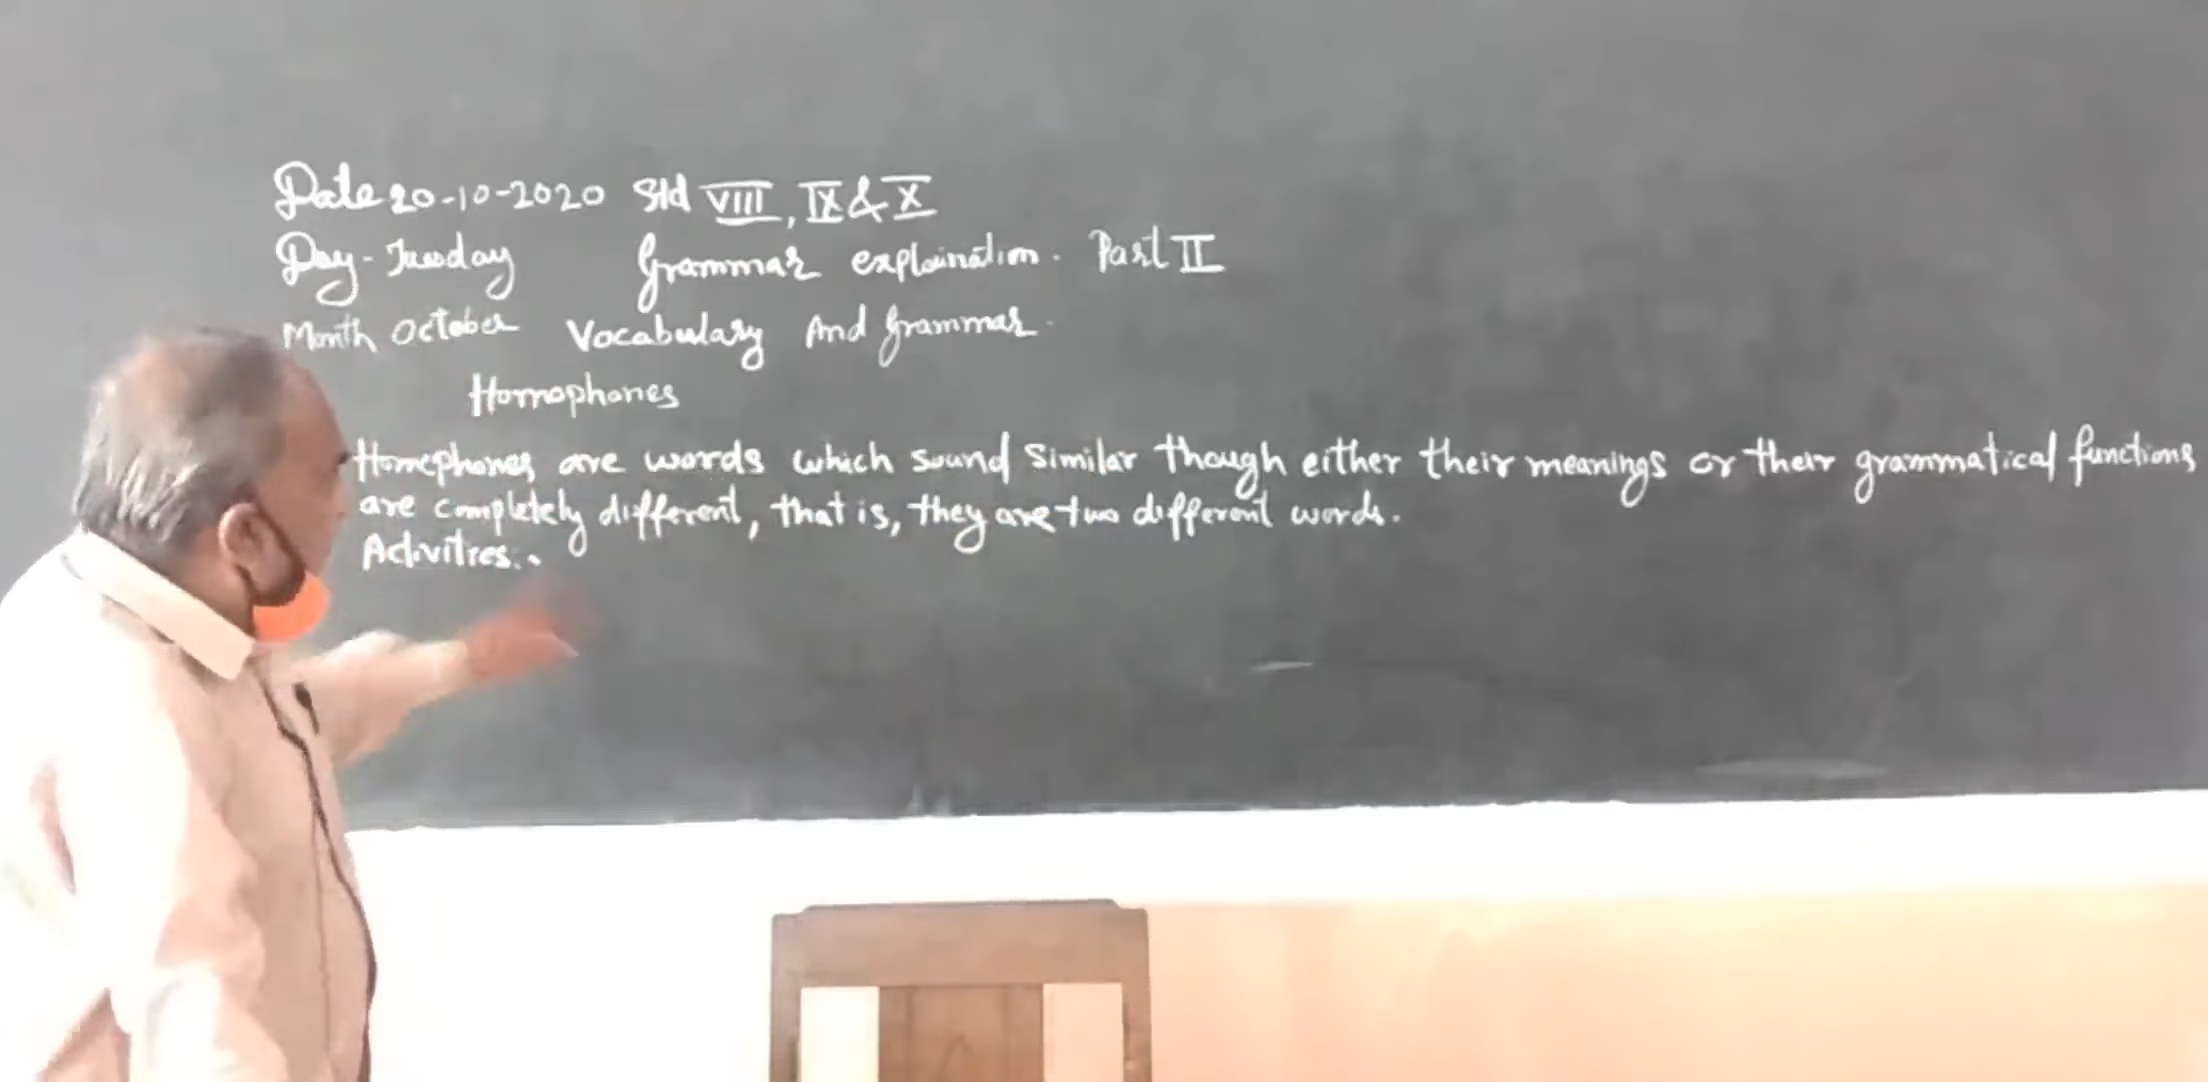 Date 20-10-2020 Std VIII, IX & X
Day - Tuesday Grammar explaination. Part II
Month October Vocabulary And Grammar.
Homophones
Homophones are words which sound similar though either their meanings or their grammatical functions
are completely different, that is, they are two different words.
Activities..